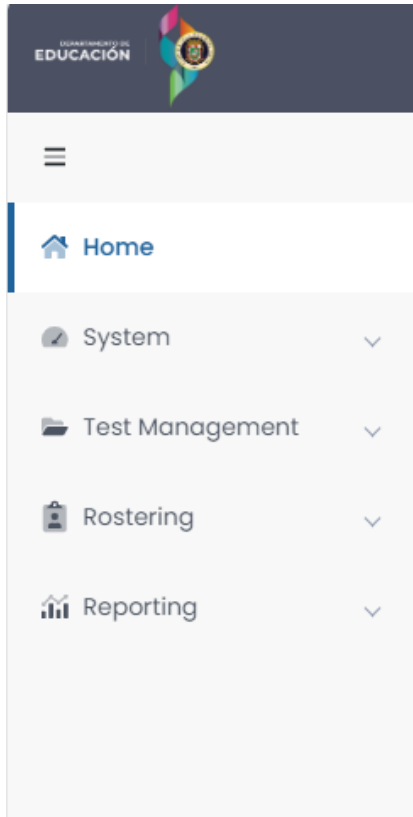 DEPARTAMENTO DE
EDUCACIÓN
Home
System
Test Management
Rostering
Reporting